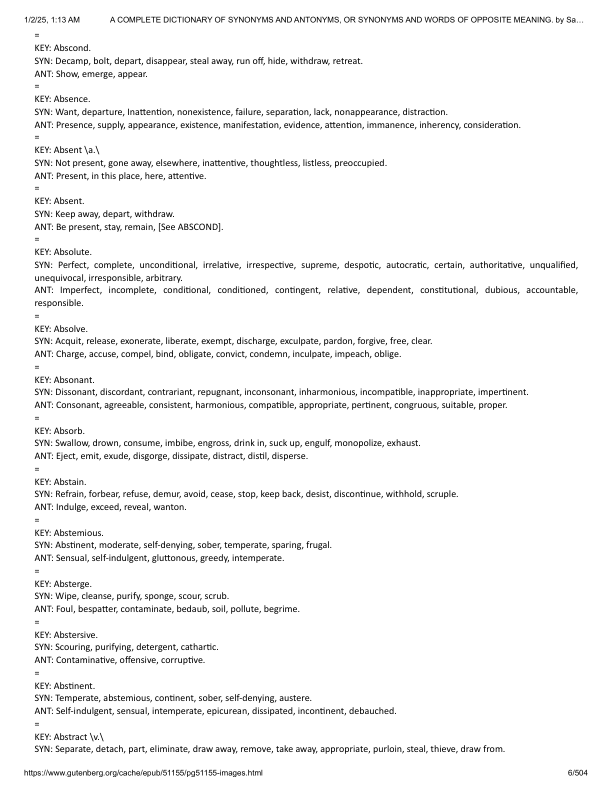 1/2/25, 1:13 AM A COMPLETE DICTIONARY OF SYNONYMS AND ANTONYMS, OR SYNONYMS AND WORDS OF OPPOSITE MEANING. by Sa…
=
KEY: Abscond.
SYN: Decamp, bolt, depart, disappear, steal away, run off, hide, withdraw, retreat.
ANT: Show, emerge, appear.
=
KEY: Absence.
SYN: Want, departure, Inattention, nonexistence, failure, separation, lack, nonappearance, distraction.
ANT: Presence, supply, appearance, existence, manifestation, evidence, attention, immanence, inherency, consideration.
=
KEY: Absent \a.\
SYN: Not present, gone away, elsewhere, inattentive, thoughtless, listless, preoccupied.
ANT: Present, in this place, here, attentive.
=
KEY: Absent.
SYN: Keep away, depart, withdraw.
ANT: Be present, stay, remain, [See ABSCOND].
=
KEY: Absolute.
SYN: Perfect, complete, unconditional, irrelative, irrespective, supreme, despotic, autocratic, certain, authoritative, unqualified,
unequivocal, irresponsible, arbitrary.
ANT: Imperfect, incomplete, conditional, conditioned, contingent, relative, dependent, constitutional, dubious, accountable,
responsible.
=
KEY: Absolve.
SYN: Acquit, release, exonerate, liberate, exempt, discharge, exculpate, pardon, forgive, free, clear.
ANT: Charge, accuse, compel, bind, obligate, convict, condemn, inculpate, impeach, oblige.
=
KEY: Absonant.
SYN: Dissonant, discordant, contrariant, repugnant, inconsonant, inharmonious, incompatible, inappropriate, impertinent.
ANT: Consonant, agreeable, consistent, harmonious, compatible, appropriate, pertinent, congruous, suitable, proper.
=
KEY: Absorb.
SYN: Swallow, drown, consume, imbibe, engross, drink in, suck up, engulf, monopolize, exhaust.
ANT: Eject, emit, exude, disgorge, dissipate, distract, distil, disperse.
=
KEY: Abstain.
SYN: Refrain, forbear, refuse, demur, avoid, cease, stop, keep back, desist, discontinue, withhold, scruple.
ANT: Indulge, exceed, reveal, wanton.
=
KEY: Abstemious.
SYN: Abstinent, moderate, self-denying, sober, temperate, sparing, frugal.
ANT: Sensual, self-indulgent, gluttonous, greedy, intemperate.
=
KEY: Absterge.
SYN: Wipe, cleanse, purify, sponge, scour, scrub.
ANT: Foul, bespatter, contaminate, bedaub, soil, pollute, begrime.
=
KEY: Abstersive.
SYN: Scouring, purifying, detergent, cathartic.
ANT: Contaminative, offensive, corruptive.
=
KEY: Abstinent.
SYN: Temperate, abstemious, continent, sober, self-denying, austere.
ANT: Self-indulgent, sensual, intemperate, epicurean, dissipated, incontinent, debauched.
=
KEY: Abstract \v.\
SYN: Separate, detach, part, eliminate, draw away, remove, take away, appropriate, purloin, steal, thieve, draw from.
https://www.gutenberg.org/cache/epub/51155/pg51155-images.html 6/504